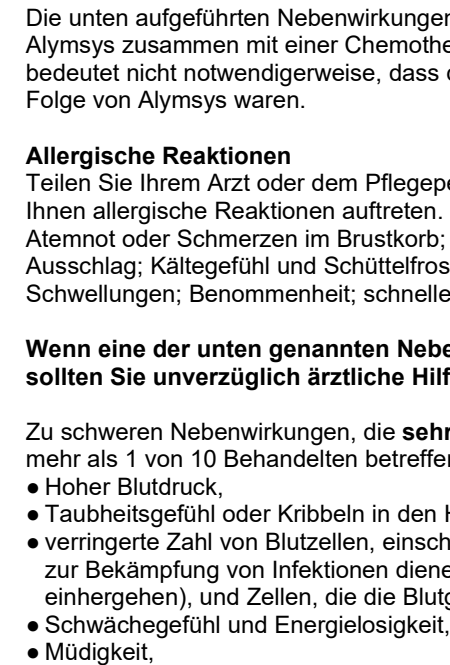 Die unten aufgeführten Nebenwirkungen
Alymsys zusammen mit einer Chemothe
bedeutet nicht notwendigerweise, dass
Folge von Alymsys waren.
Allergische Reaktionen
Teilen Sie Ihrem Arzt oder dem Pflegepe
Ihnen allergische Reaktionen auftreten.
Atemnot oder Schmerzen im Brustkorb;
Ausschlag; Kältegefühl und Schüttelfros
Schwellungen; Benommenheit; schnelle
Wenn eine der unten genannten Nebe
sollten Sie unverzüglich ärztliche Hilf
Zu schweren Nebenwirkungen, die sehr
mehr als 1 von 10 Behandelten betreffen
● Hoher Blutdruck,
● Taubheitsgefühl oder Kribbeln in den
● verringerte Zahl von Blutzellen, einsch
zur Bekämpfung von Infektionen diene
einhergehen), und Zellen, die die Blutg
● Schwächegefühl und Energielosigkeit,
● Müdigkeit,